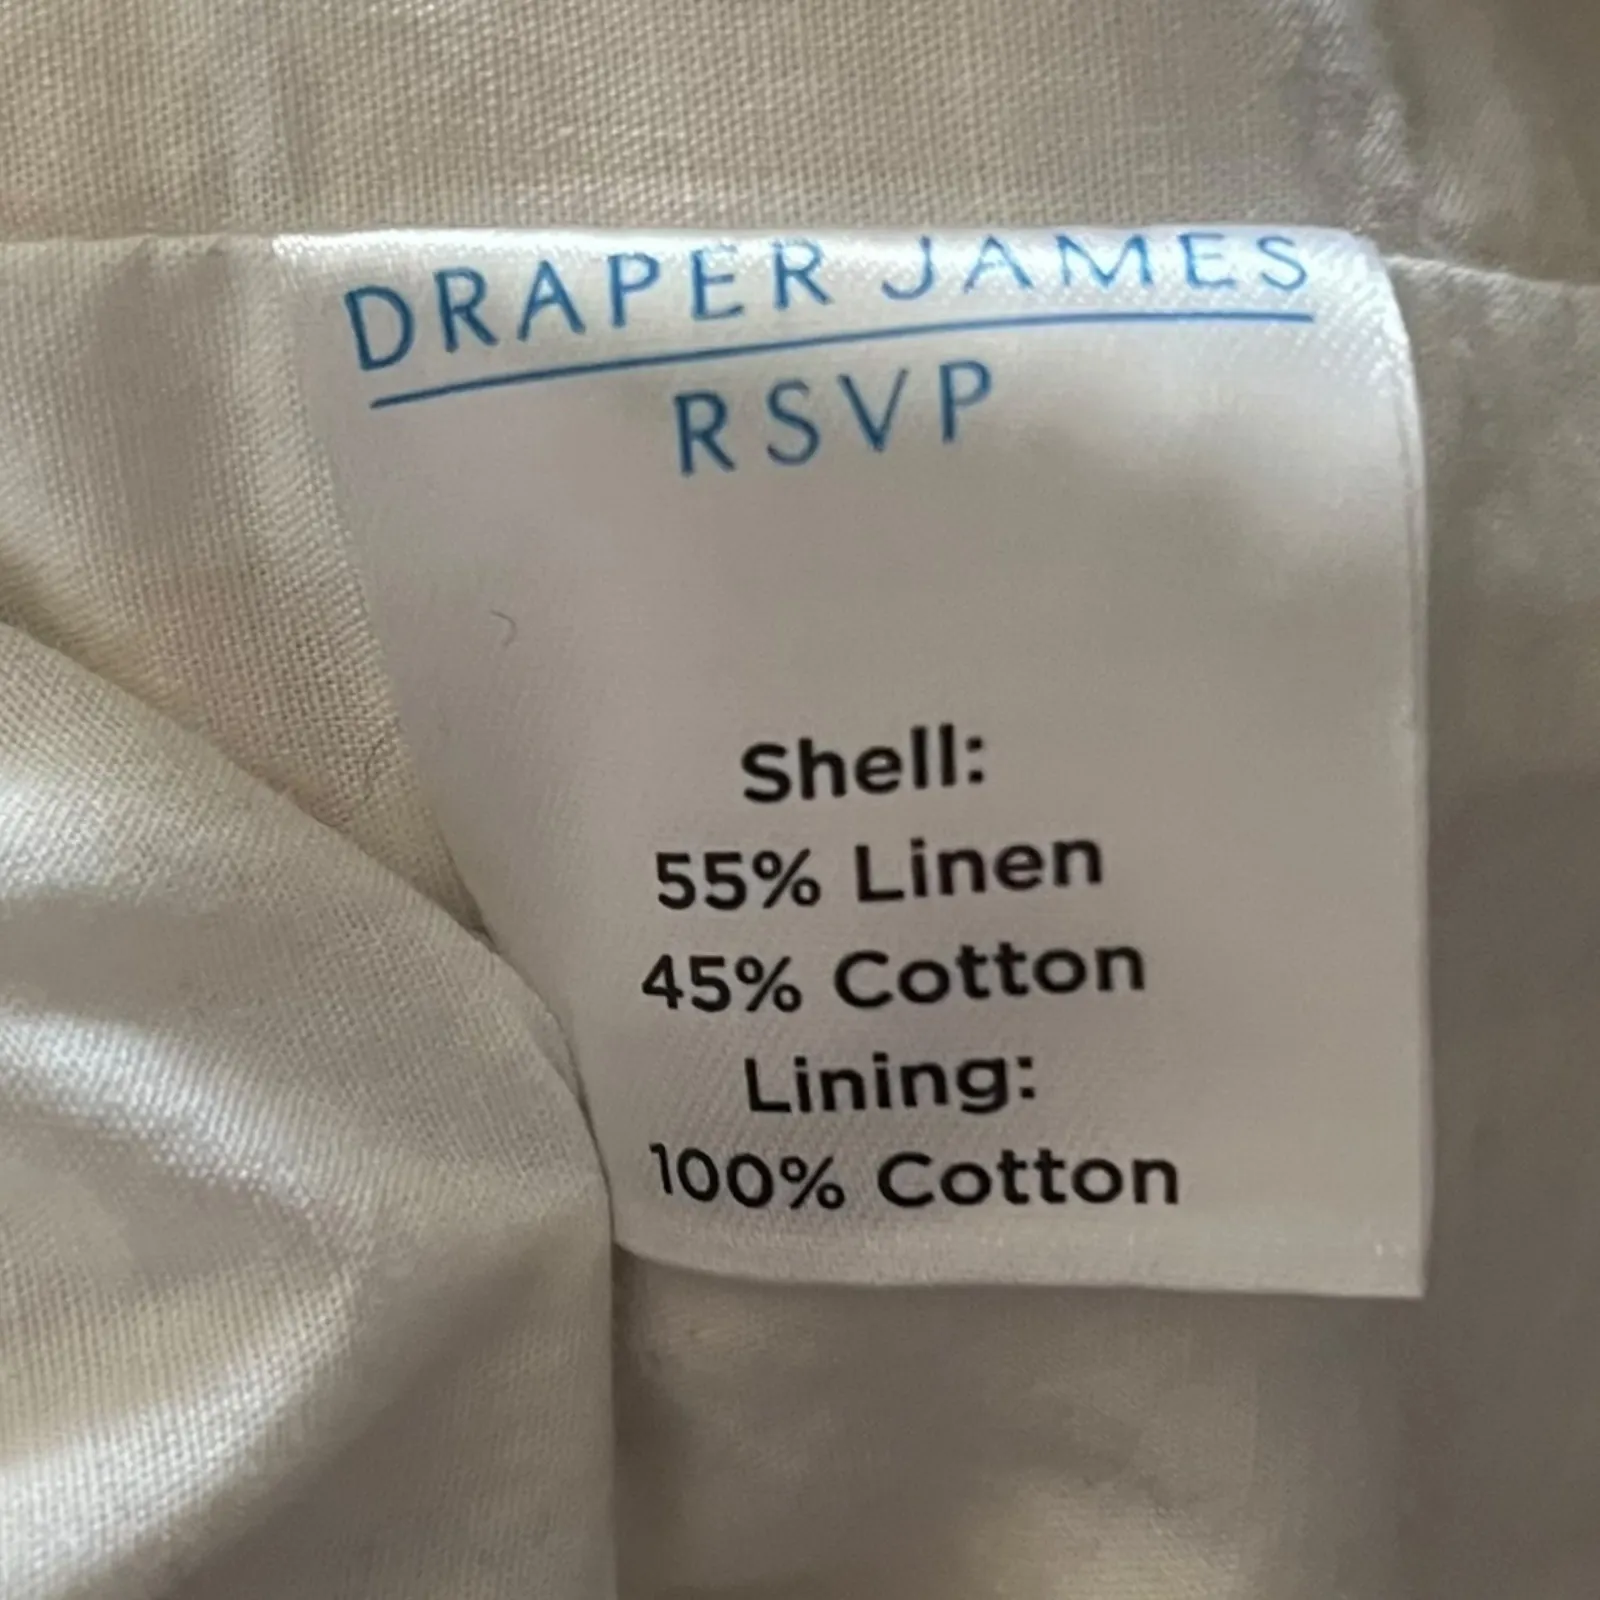 DRAPER JAMES
RSVP
Shell:
55% Linen
45% Cotton
Lining:
100% Cotton